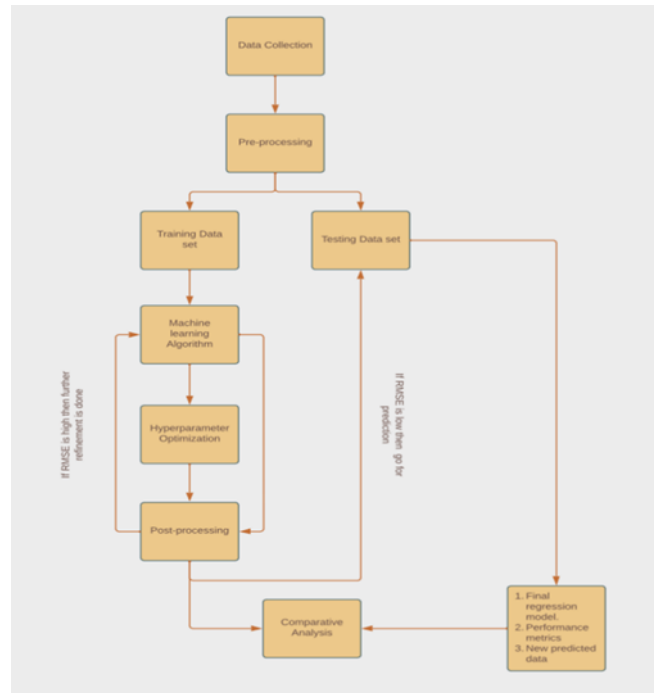 Data Collection
Pre-processing
Training Data
set
Testing Data set
Machine
learning
Algorithm
If RMSE is high then further
refinement is done
If RMSE is low then go for
prediction
Hyperparameter
Optimization
Post-processing
Comparative
Analysis
1. Final
regression
model.
2. Performance
metrics
3. New predicted
data